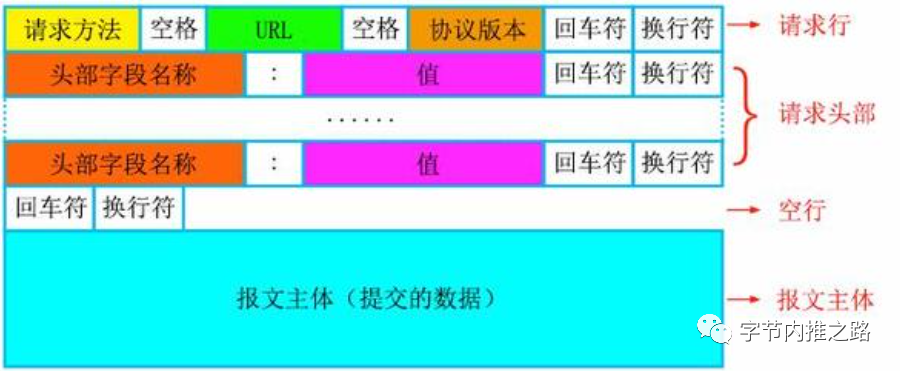 请求方法 空格 URL 空格 协议版本 回车符 换行符 请求行
头部字段名称 : 值 回车符 换行符
...... 请求头部
头部字段名称 : 值 回车符 换行符
回车符 换行符 空行
报文主体（提交的数据） 报文主体
字节内推之路